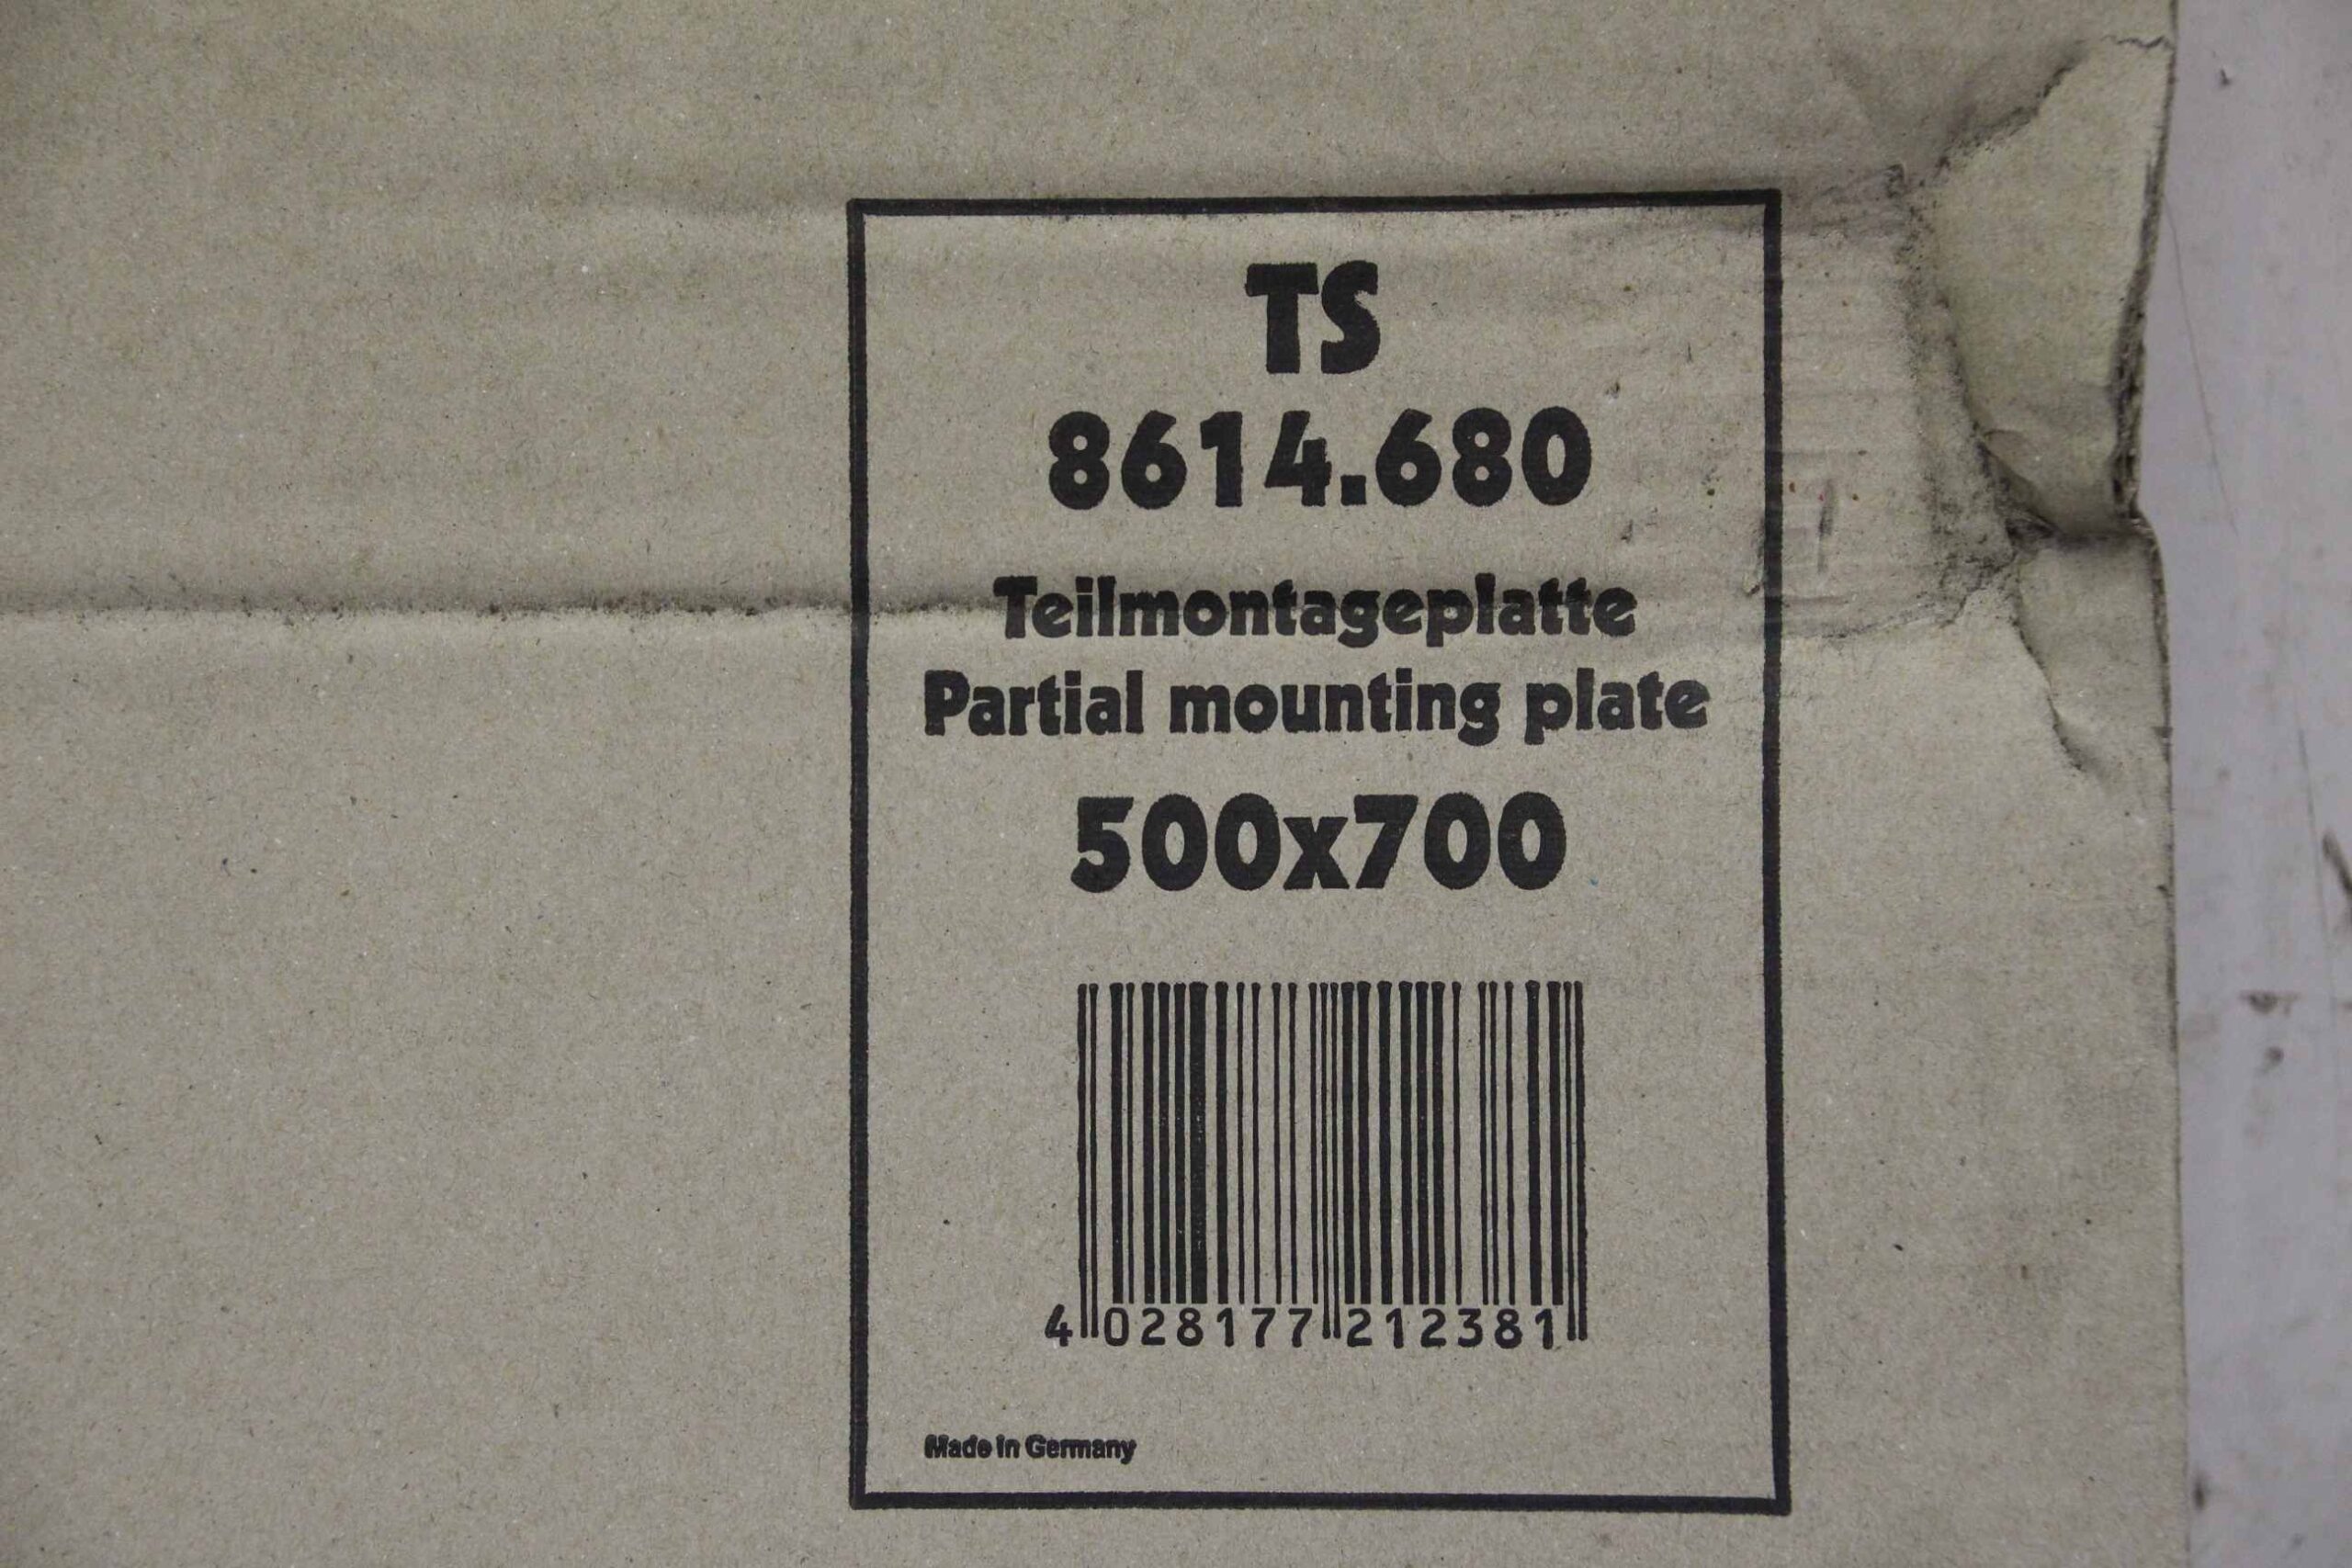 TS
8614.680
Teilmontageplatte
Partial mounting plate
500x700
4 028177 212381
Made in Germany